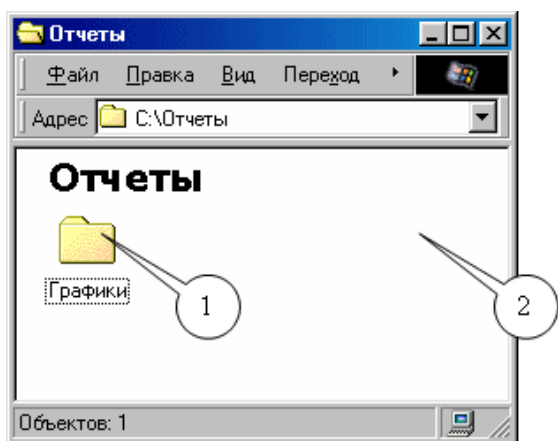 Отчеты
Файл Правка Вид Переход
Адрес C:\Отчеты
Отчеты
Графики
1
2
Объектов: 1